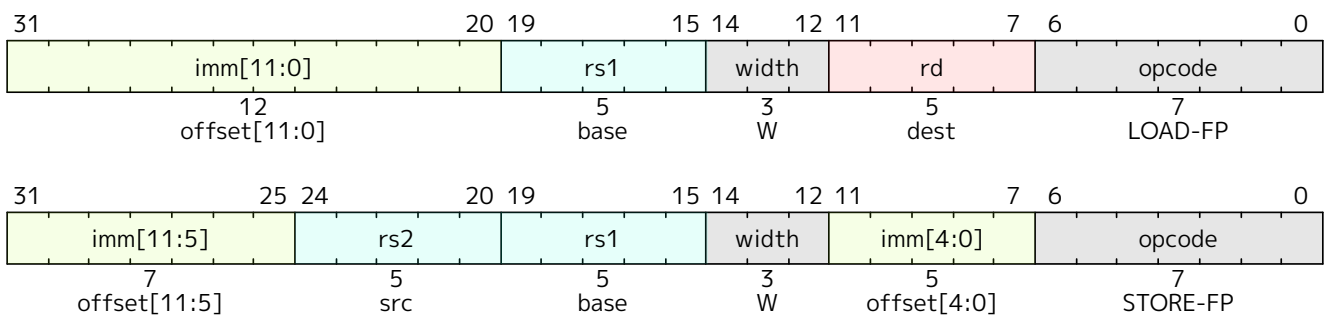 31 20 19 15 14 12 11 7 6 0
imm[11:0] rs1 width rd opcode
12 5 3 5 7
offset[11:0] base W dest LOAD-FP
31 25 24 20 19 15 14 12 11 7 6 0
imm[11:5] rs2 rs1 width imm[4:0] opcode
7 5 5 3 5 7
offset[11:5] src base W offset[4:0] STORE-FP